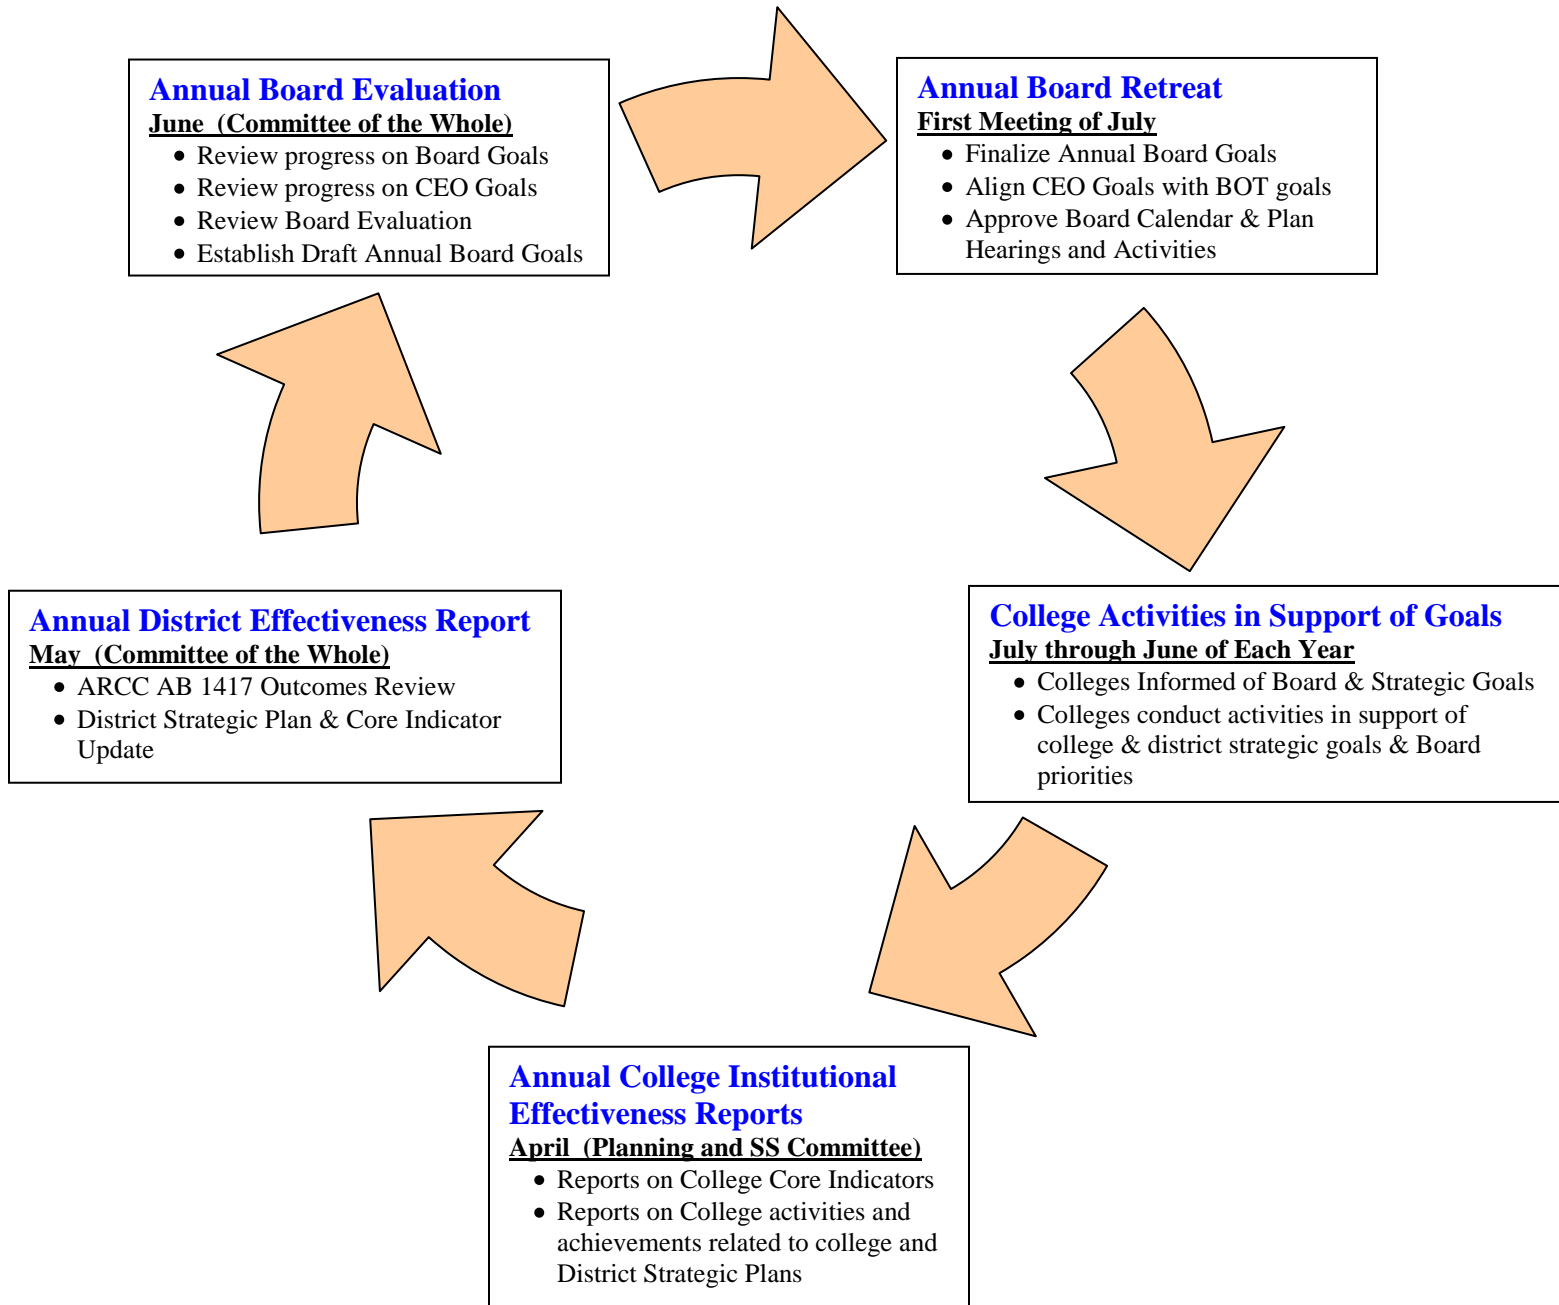 Annual Board Evaluation
June (Committee of the Whole)
• Review progress on Board Goals
• Review progress on CEO Goals
• Review Board Evaluation
• Establish Draft Annual Board Goals
Annual Board Retreat
First Meeting of July
• Finalize Annual Board Goals
• Align CEO Goals with BOT goals
• Approve Board Calendar & Plan
Hearings and Activities
College Activities in Support of Goals
July through June of Each Year
• Colleges Informed of Board & Strategic Goals
• Colleges conduct activities in support of
college & district strategic goals & Board
priorities
Annual College Institutional
Effectiveness Reports
April (Planning and SS Committee)
• Reports on College Core Indicators
• Reports on College activities and
achievements related to college and
District Strategic Plans
Annual District Effectiveness Report
May (Committee of the Whole)
• ARCC AB 1417 Outcomes Review
• District Strategic Plan & Core Indicator
Update